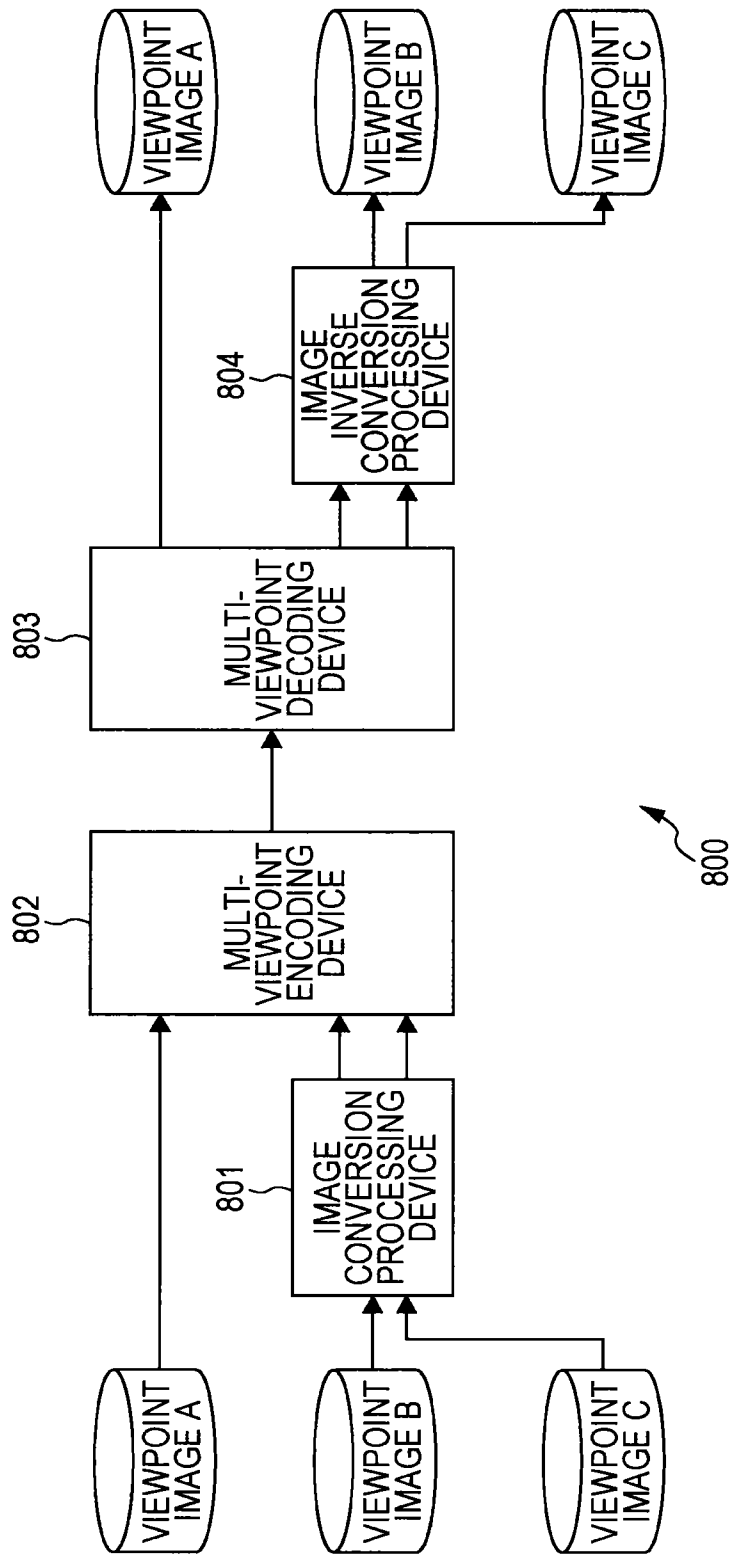 VIEWPOINT
IMAGE A
VIEWPOINT
IMAGE B
VIEWPOINT
IMAGE C
801
IMAGE
CONVERSION
PROCESSING
DEVICE
802
MULTI-
VIEWPOINT
ENCODING
DEVICE
803
MULTI-
VIEWPOINT
DECODING
DEVICE
804
IMAGE
INVERSE
CONVERSION
PROCESSING
DEVICE
VIEWPOINT
IMAGE A
VIEWPOINT
IMAGE B
VIEWPOINT
IMAGE C
800